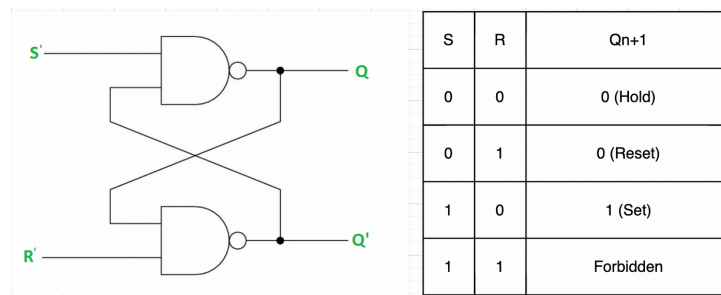 S'
Q
R'
Q'
S R Qn+1
0 0 0 (Hold)
0 1 0 (Reset)
1 0 1 (Set)
1 1 Forbidden